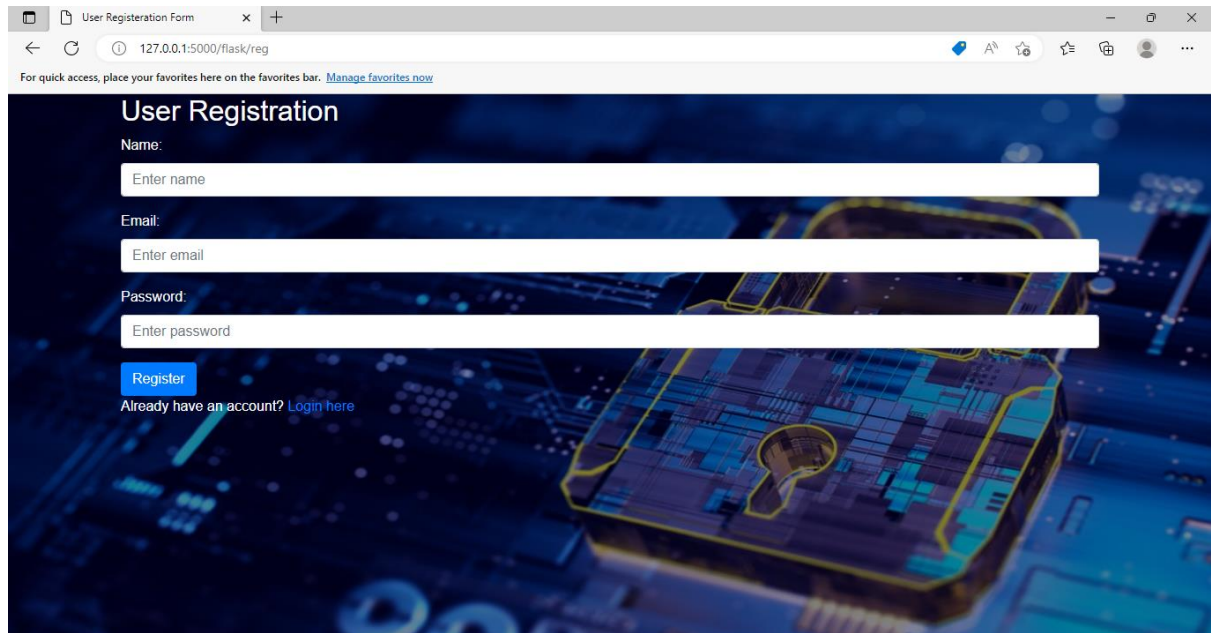 User Registeration Form
127.0.0.1:5000/flask/reg
For quick access, place your favorites here on the favorites bar. Manage favorites now
User Registration
Name:
Enter name
Email:
Enter email
Password:
Enter password
Register
Already have an account? Login here